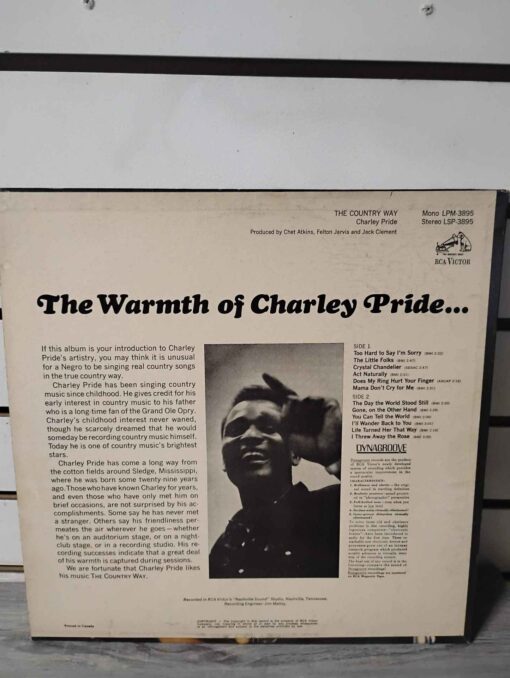 THE COUNTRY WAY
Charley Pride
Produced by Chet Atkins, Felton Jarvis and Jack Clement
Mono LPM-3895
Stereo LSP-3895
RCA VICTOR
The Warmth of Charley Pride...
If this album is your introduction to Charley
Pride's artistry, you may think it is unusual
for a Negro to be singing real country songs
in the true country way.
Charley Pride has been singing country
music since childhood. He gives credit for his
early interest in country music to his father
who is a long time fan of the Grand Ole Opry.
Charley's childhood interest never waned,
though he scarcely dreamed that he would
someday be recording country music himself.
Today he is one of country music's brightest
stars.
Charley Pride has come a long way from
the cotton fields around Sledge, Mississippi,
where he was born some twenty-nine years
ago. Those who have known Charley for years,
and even those who have only met him on
brief occasions, are not surprised by his ac-
complishments. Some say he has never met
a stranger. Others say his friendliness per-
meates the air wherever he goes—whether
he's on an auditorium stage, or on a night-
club stage, or in a recording studio. His re-
cording successes indicate that a great deal
of his warmth is captured during sessions.
We are fortunate that Charley Pride likes
his music THE COUNTRY WAY.
SIDE 1
Too Hard to Say I'm Sorry
The Little Folks
Crystal Chandelier
Act Naturally
Does My Ring Hurt Your Finger
Mama Don't Cry for Me
SIDE 2
The Day the World Stood Still
Gone, on the Other Hand
You Can Tell the World
I'll Wander Back to You
Life Turned Her That Way
I Threw Away the Rose
DYNAGROOVE
Recorded in RCA Victor's "Nashville Sound" Studio, Nashville, Tennessee.
Recording Engineer: Jim Malloy
Printed in Canada